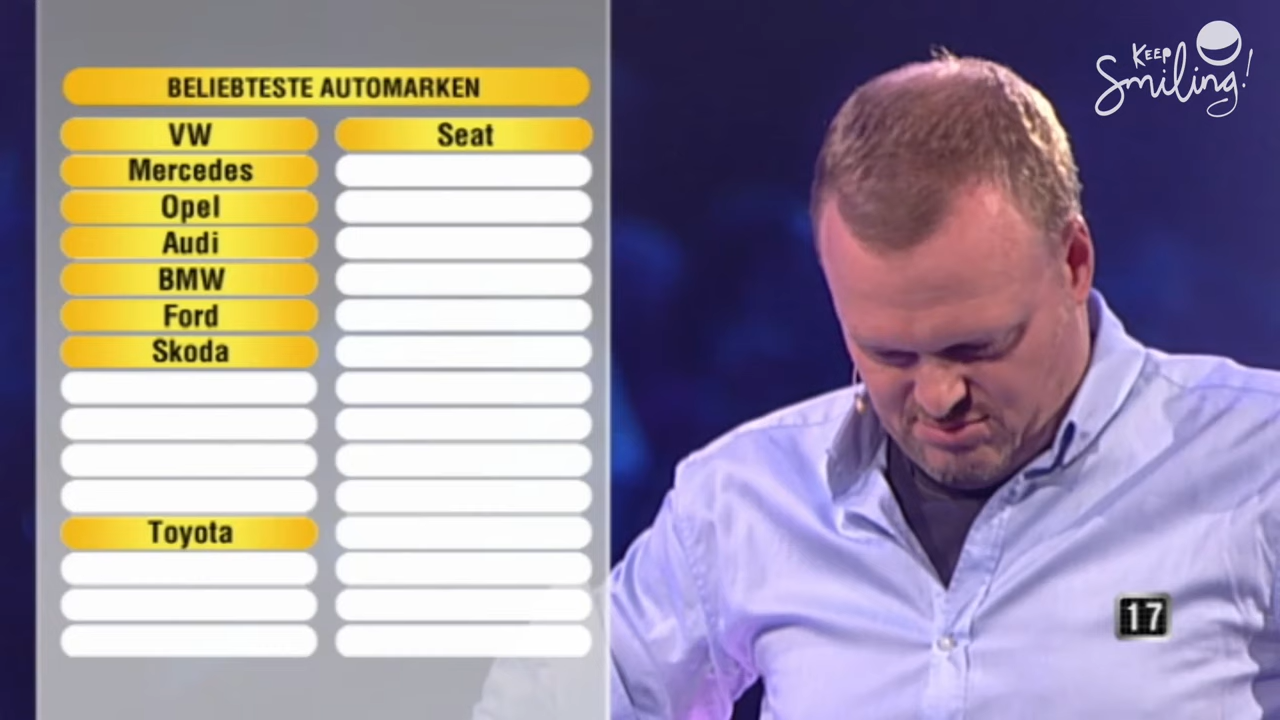 BELIEBTESTE AUTOMARKEN
VW
Mercedes
Opel
Audi
BMW
Ford
Skoda
Toyota
Seat
KEEP
Smiling!
17